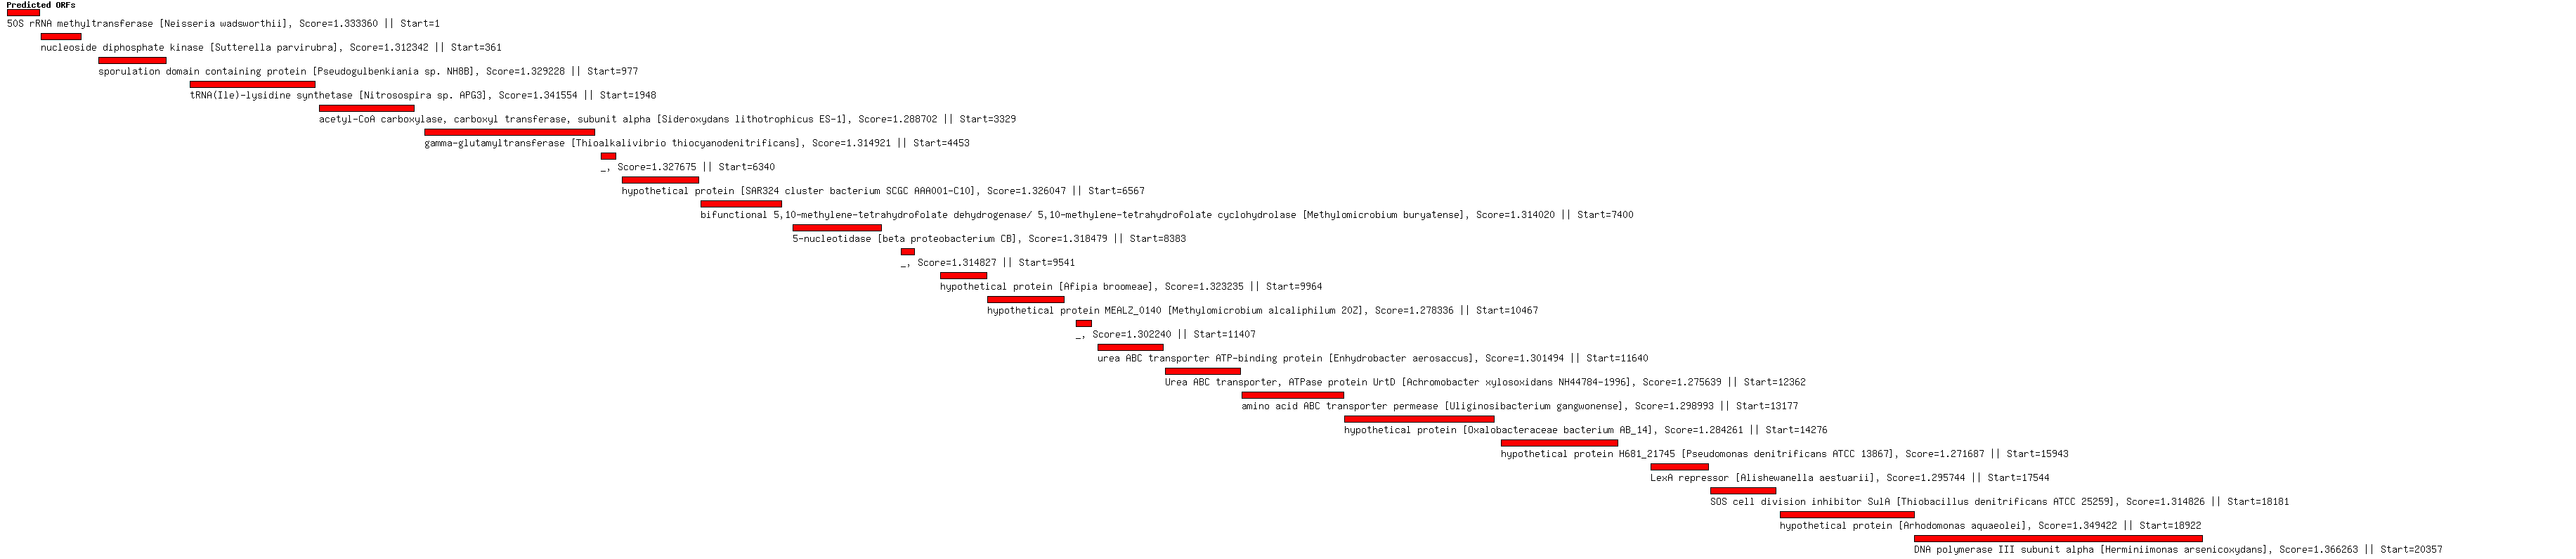 Predicted ORFs
50S rRNA methyltransferase [Neisseria wadsworthii], Score=1.333360 || Start=1
nucleoside diphosphate kinase [Sutterella parvirubra], Score=1.312342 || Start=361
sporulation domain containing protein [Pseudogulbenkiania sp. NH8B], Score=1.329228 || Start=977
tRNA(Ile)-lysidine synthetase [Nitrosospira sp. APG3], Score=1.341554 || Start=1948
acetyl-CoA carboxylase, carboxyl transferase, subunit alpha [Sideroxydans lithotrophicus ES-1], Score=1.288702 || Start=3329
gamma-glutamyltransferase [Thioalkalivibrio thiocyanodenitrificans], Score=1.314921 || Start=4453
_, Score=1.327675 || Start=6340
hypothetical protein [SAR324 cluster bacterium SCGC AAA001-C10], Score=1.326047 || Start=6567
bifunctional 5,10-methylene-tetrahydrofolate dehydrogenase/ 5,10-methylene-tetrahydrofolate cyclohydrolase [Methylomicrobium buryatense], Score=1.314020 || Start=7400
5-nucleotidase [beta proteobacterium CB], Score=1.318479 || Start=8383
_, Score=1.314827 || Start=9541
hypothetical protein [Afipia broomeae], Score=1.323235 || Start=9964
hypothetical protein MEALZ_0140 [Methylomicrobium alcaliphilum 20Z], Score=1.278336 || Start=10467
_, Score=1.302240 || Start=11407
urea ABC transporter ATP-binding protein [Enhydrobacter aerosaccus], Score=1.301494 || Start=11640
Urea ABC transporter, ATPase protein UrtD [Achromobacter xylosoxidans NH44784-1996], Score=1.275639 || Start=12362
amino acid ABC transporter permease [Uliginosibacterium gangwonense], Score=1.298993 || Start=13177
hypothetical protein [Oxalobacteraceae bacterium AB_14], Score=1.284261 || Start=14276
hypothetical protein H681_21745 [Pseudomonas denitrificans ATCC 13867], Score=1.271687 || Start=15943
LexA repressor [Alishewanella aestuarii], Score=1.295744 || Start=17544
SOS cell division inhibitor SulA [Thiobacillus denitrificans ATCC 25259], Score=1.314826 || Start=18181
hypothetical protein [Arhodomonas aquaeolei], Score=1.349422 || Start=18922
DNA polymerase III subunit alpha [Herminiimonas arsenicoxydans], Score=1.366263 || Start=20357